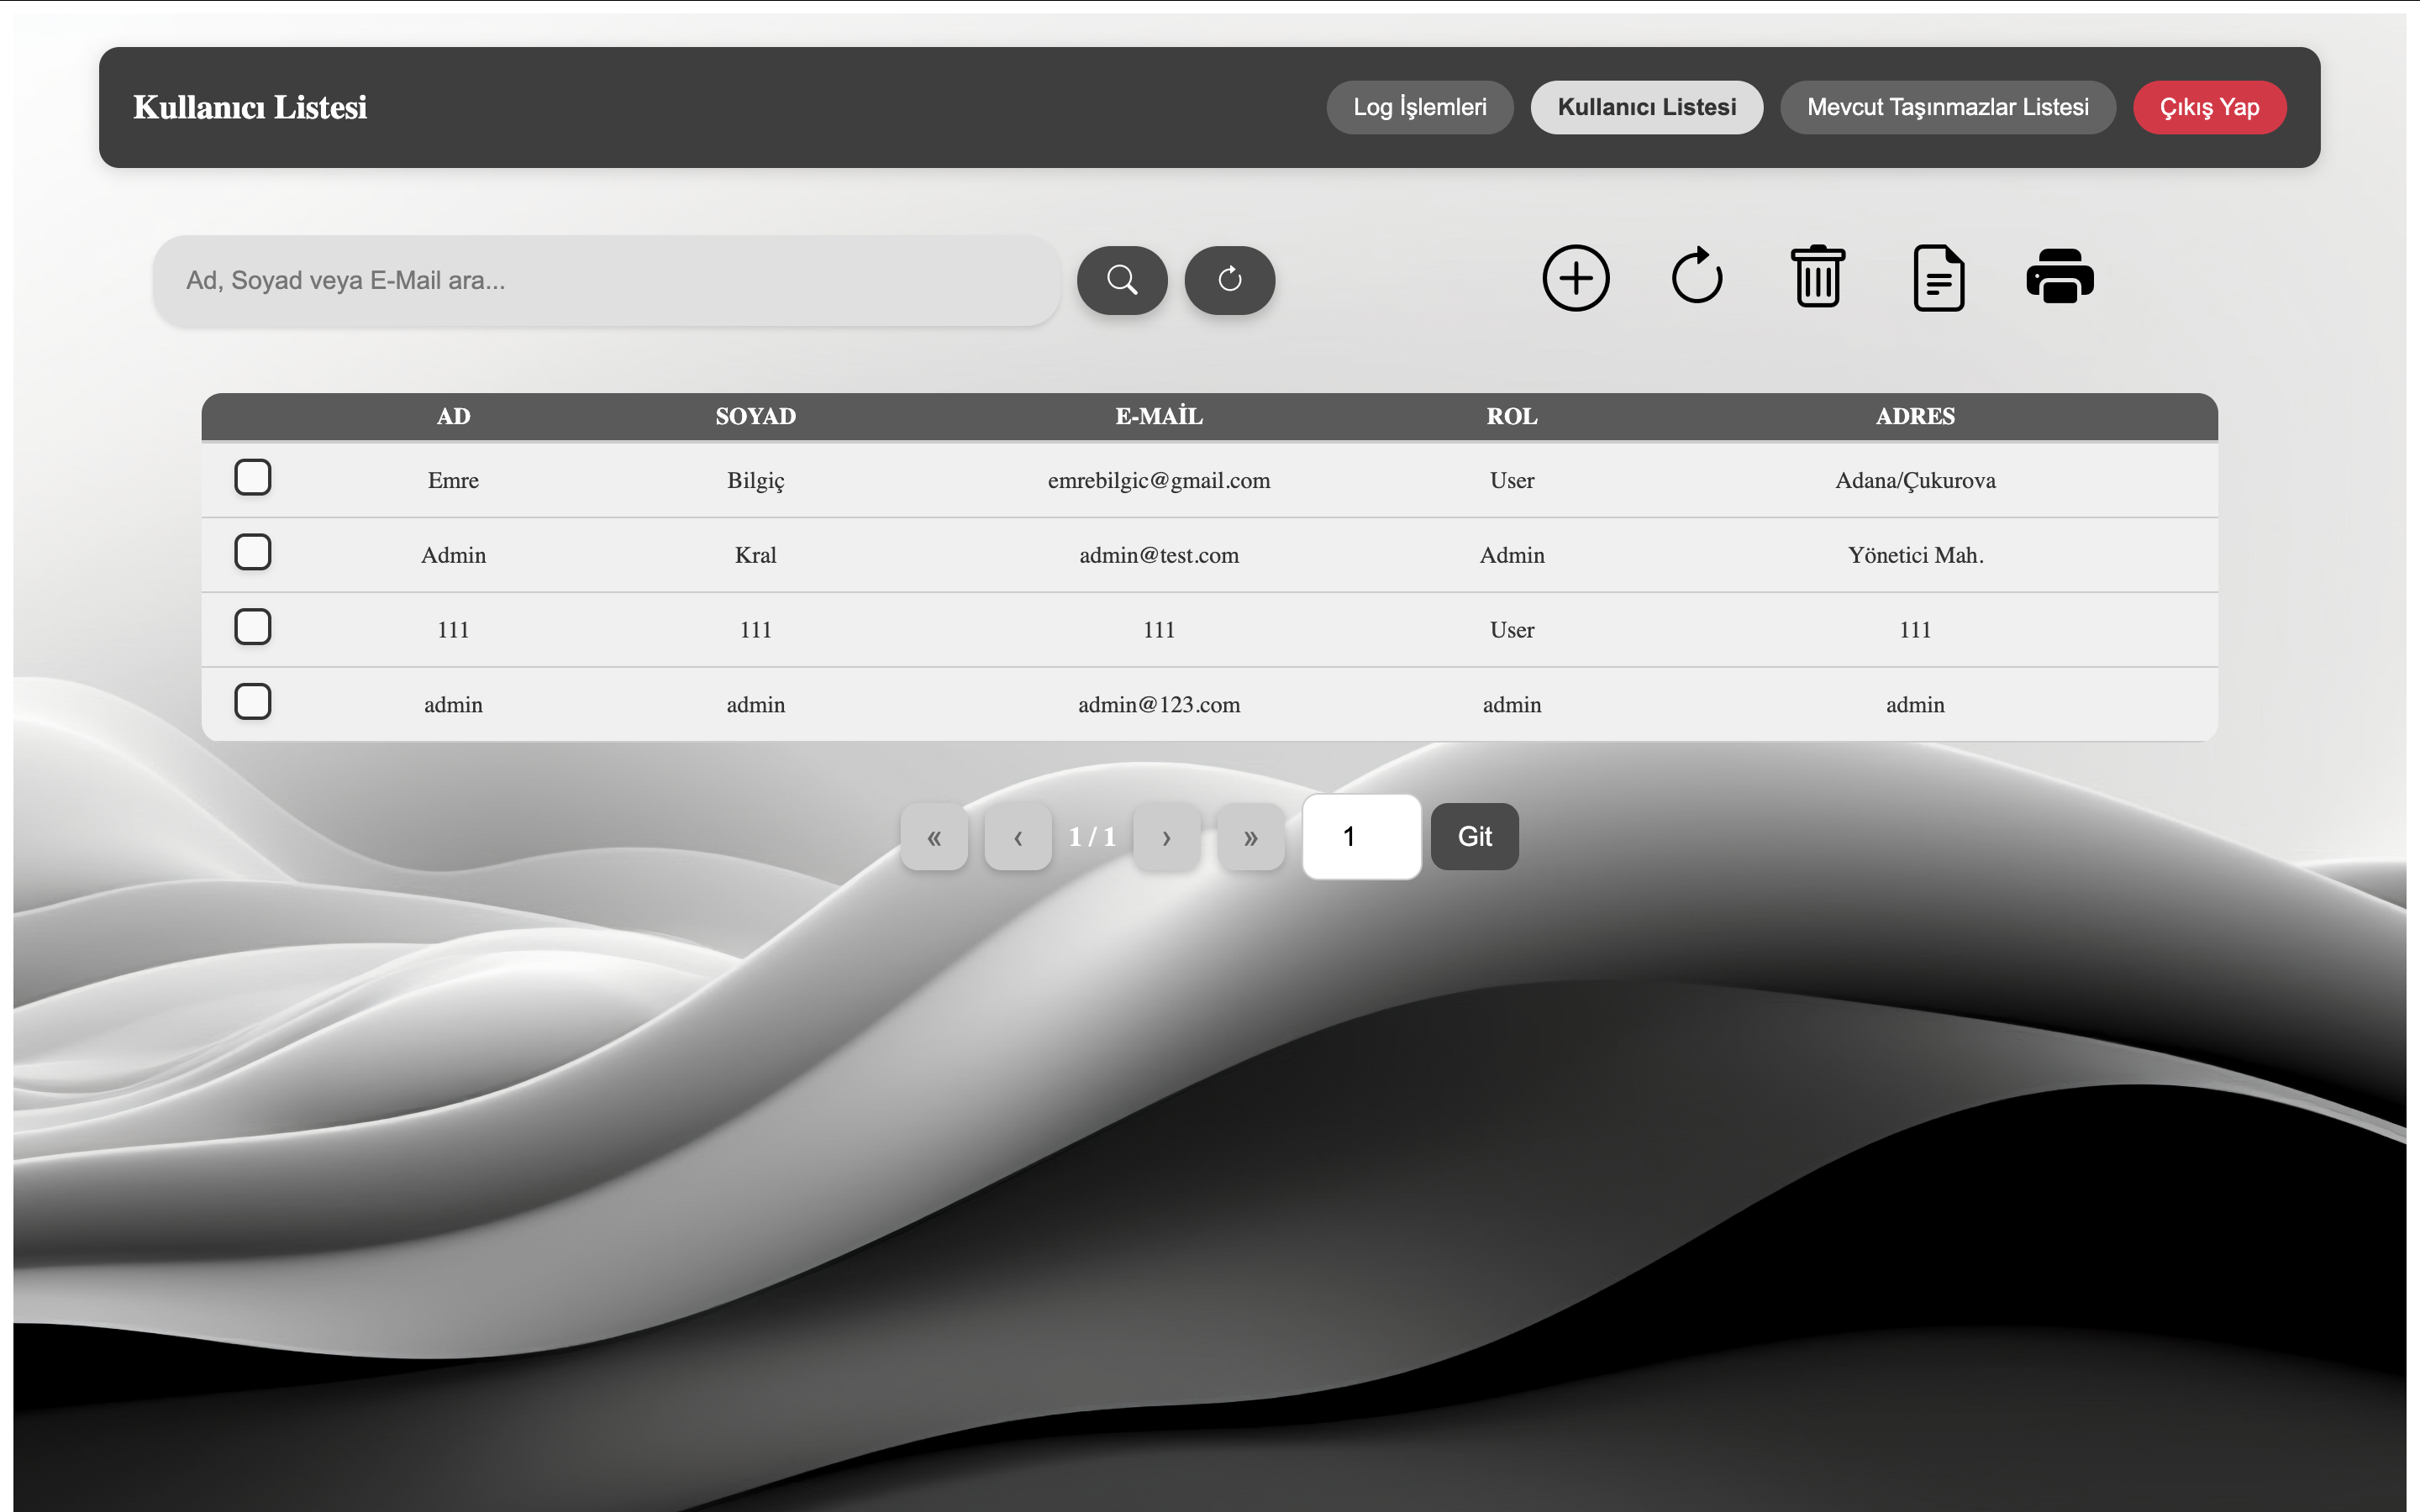 Kullanıcı Listesi
Log İşlemleri
Kullanıcı Listesi
Mevcut Taşınmazlar Listesi
Çıkış Yap
Ad, Soyad veya E-Mail ara...
AD SOYAD E-MAİL ROL ADRES
Emre Bilgiç emrebilgic@gmail.com User Adana/Çukurova
Admin Kral admin@test.com Admin Yönetici Mah.
111 111 111 User 111
admin admin admin@123.com admin admin
« ‹ 1 / 1 › » 1 Git